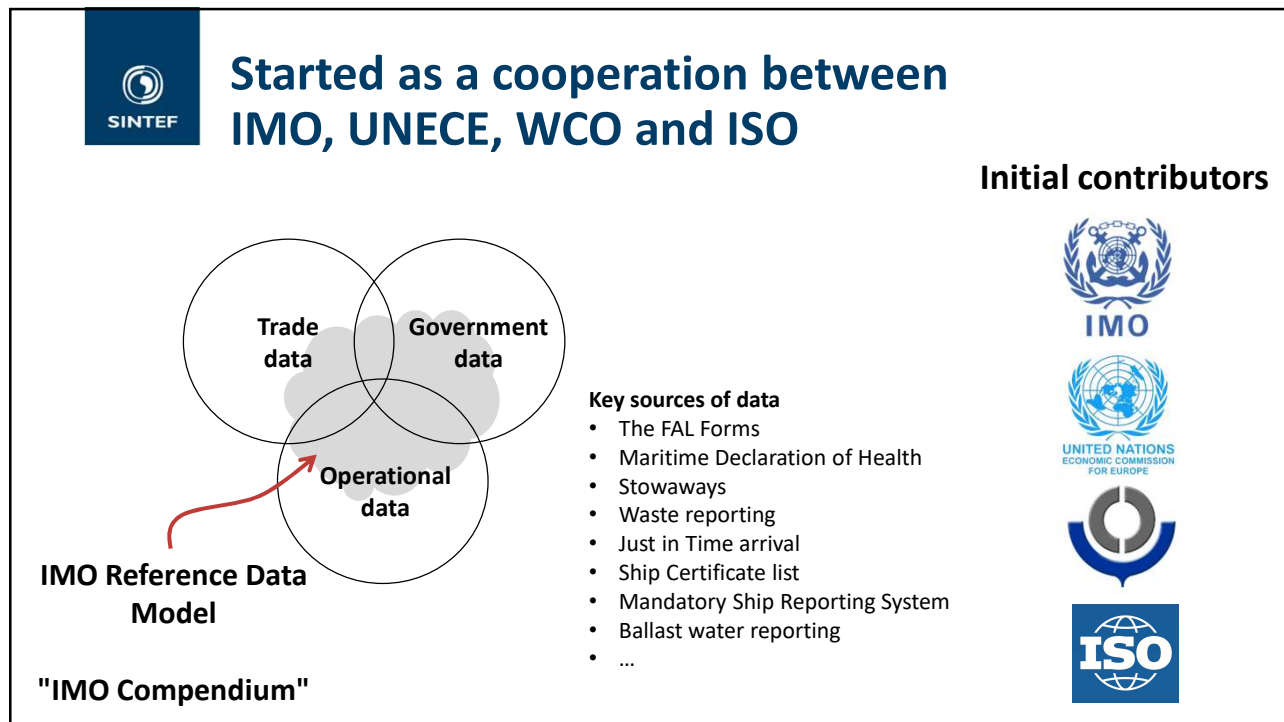 SINTEF
Started as a cooperation between
IMO, UNECE, WCO and ISO
Initial contributors
Trade
data
Government
data
Operational
data
IMO Reference Data
Model
"IMO Compendium"
Key sources of data
• The FAL Forms
• Maritime Declaration of Health
• Stowaways
• Waste reporting
• Just in Time arrival
• Ship Certificate list
• Mandatory Ship Reporting System
• Ballast water reporting
• …
IMO
UNITED NATIONS
ECONOMIC COMMISSION
FOR EUROPE
ISO